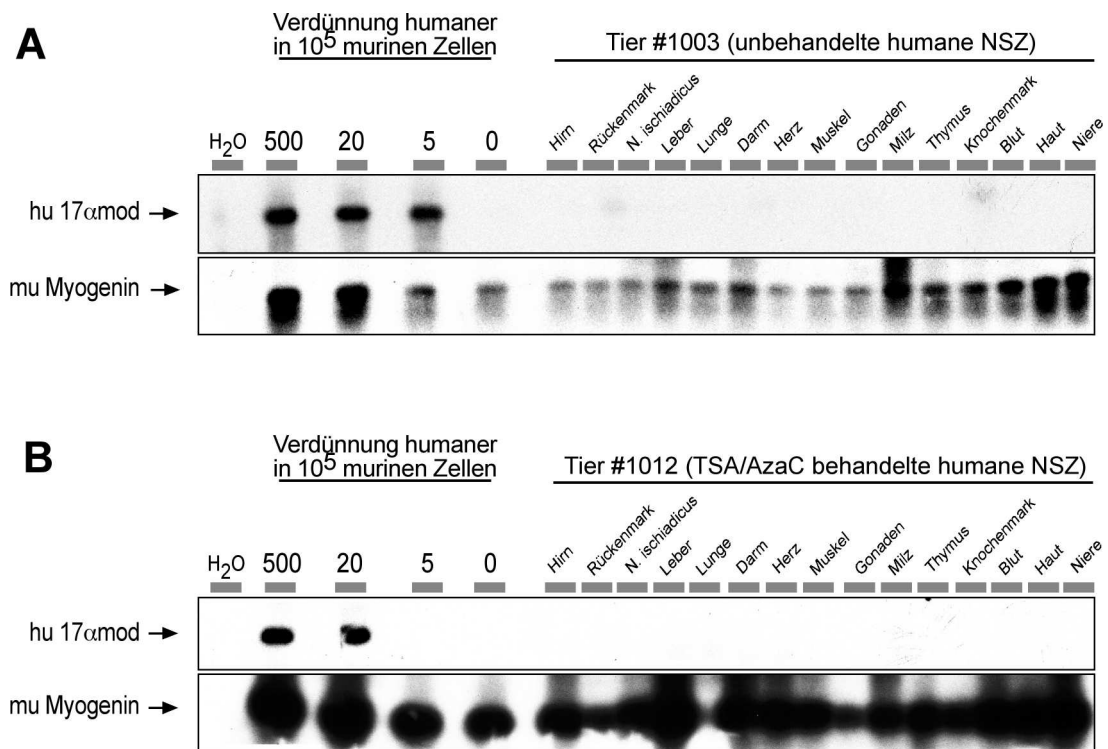 A
Verdünnung humaner
in 10⁵ murinen Zellen
Tier #1003 (unbehandelte humane NSZ)
H₂O 500 20 5 0 Hirn Rückenmark N. ischiadicus Leber Lunge Darm Herz Muskel Gonaden Milz Thymus Knochenmark Blut Haut Niere
hu 17αmod
mu Myogenin
B
Verdünnung humaner
in 10⁵ murinen Zellen
Tier #1012 (TSA/AzaC behandelte humane NSZ)
H₂O 500 20 5 0 Hirn Rückenmark N. ischiadicus Leber Lunge Darm Herz Muskel Gonaden Milz Thymus Knochenmark Blut Haut Niere
hu 17αmod
mu Myogenin